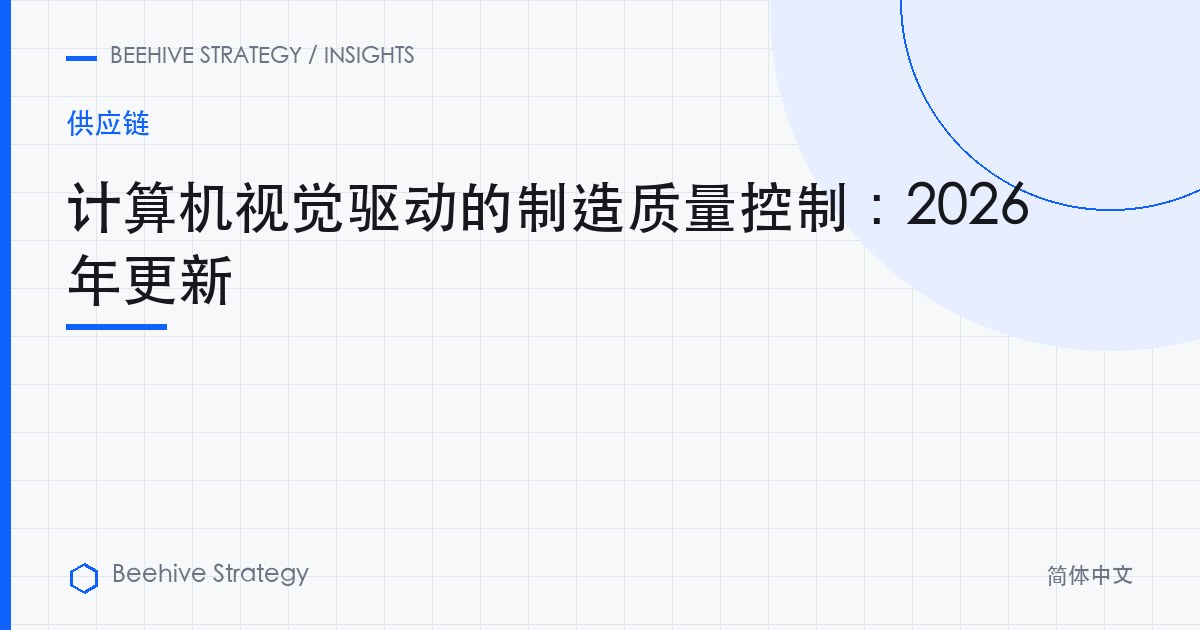 BEEHIVE STRATEGY / INSIGHTS
供应链
计算机视觉驱动的制造质量控制：2026
年更新
Beehive Strategy
简体中文